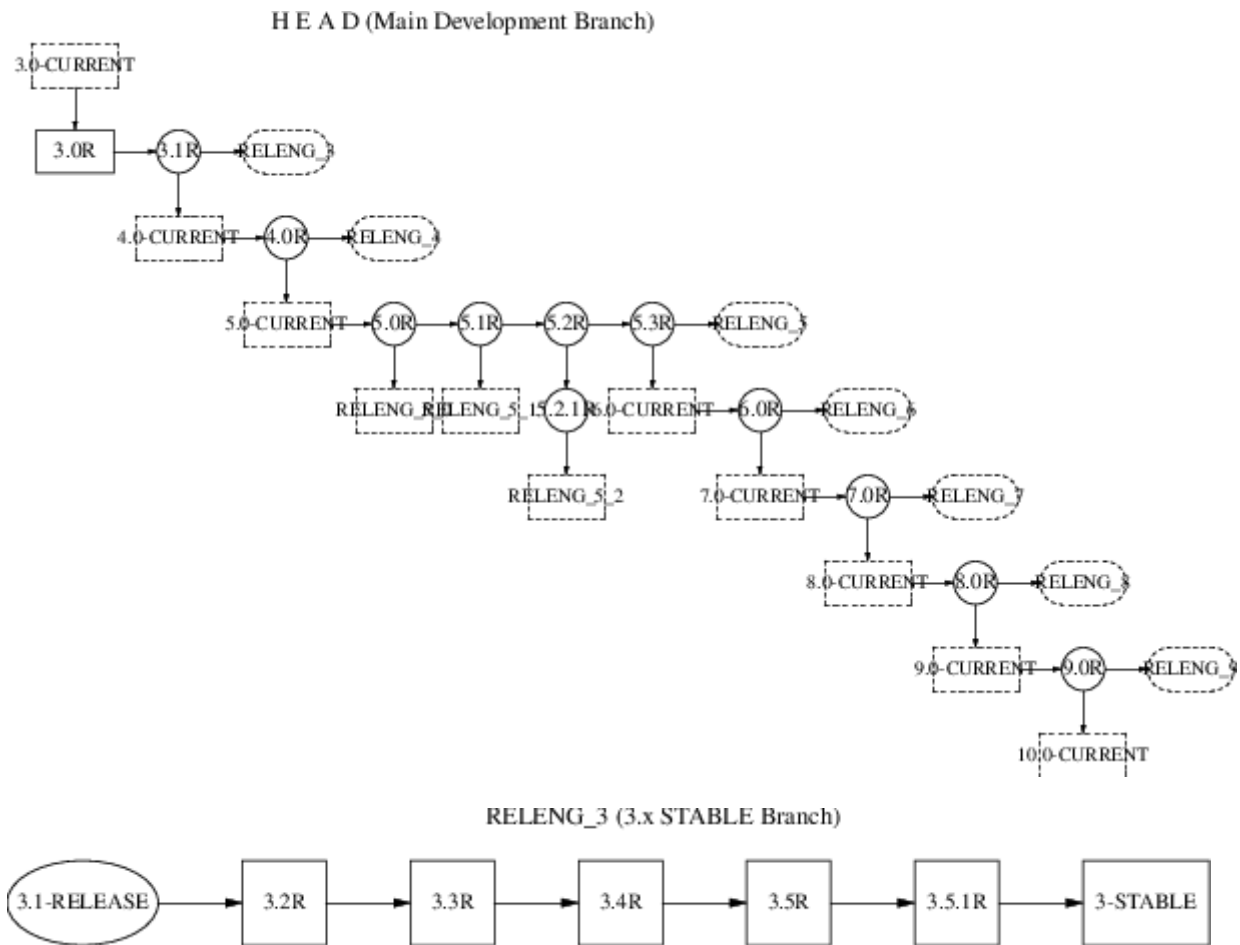 H E A D (Main Development Branch)
3.0-CURRENT
3.0R 3.1R RELENG_3
4.0-CURRENT 4.0R RELENG_4
5.0-CURRENT 5.0R 5.1R 5.2R 5.3R RELENG_5
RELENG_5_0 RELENG_5_1 5.2.1R 6.0-CURRENT 6.0R RELENG_6
RELENG_5_2 7.0-CURRENT 7.0R RELENG_7
8.0-CURRENT 8.0R RELENG_8
9.0-CURRENT 9.0R RELENG_9
10.0-CURRENT
RELENG_3 (3.x STABLE Branch)
3.1-RELEASE 3.2R 3.3R 3.4R 3.5R 3.5.1R 3-STABLE